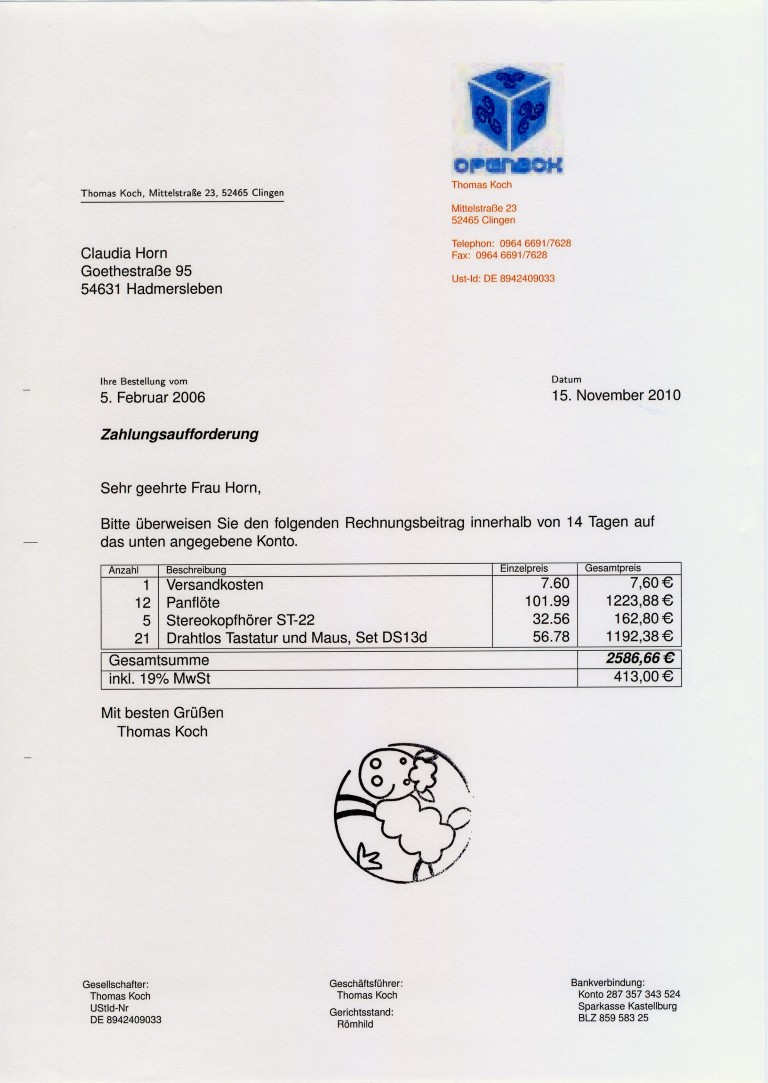 OPENBOX
Thomas Koch
Mittelstraße 23
52465 Clingen
Telephon: 0964 6691/7628
Fax: 0964 6691/7628
Ust-Id: DE 8942409033
Thomas Koch, Mittelstraße 23, 52465 Clingen
Claudia Horn
Goethestraße 95
54631 Hadmersleben
Ihre Bestellung vom
5. Februar 2006
Datum
15. November 2010
Zahlungsaufforderung
Sehr geehrte Frau Horn,
Bitte überweisen Sie den folgenden Rechnungsbeitrag innerhalb von 14 Tagen auf
das unten angegebene Konto.
Anzahl Beschreibung Einzelpreis Gesamtpreis
1 Versandkosten 7.60 7,60 €
12 Panflöte 101.99 1223,88 €
5 Stereokopfhörer ST-22 32.56 162,80 €
21 Drahtlos Tastatur und Maus, Set DS13d 56.78 1192,38 €
Gesamtsumme 2586,66 €
inkl. 19% MwSt 413,00 €
Mit besten Grüßen
Thomas Koch
Gesellschafter:
Thomas Koch
UStId-Nr
DE 8942409033
Geschäftsführer:
Thomas Koch
Gerichtsstand:
Römhild
Bankverbindung:
Konto 287 357 343 524
Sparkasse Kastellburg
BLZ 859 583 25